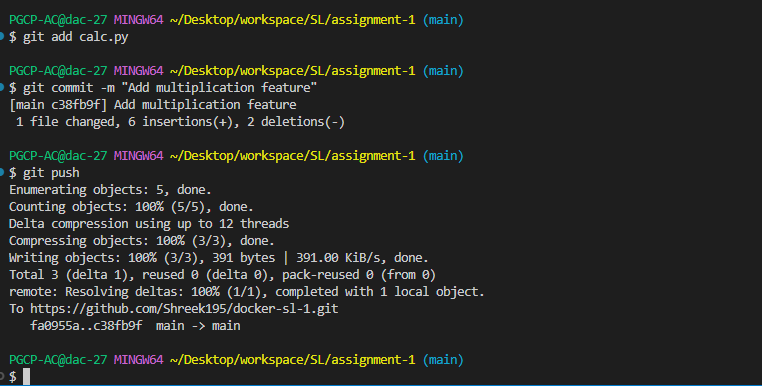 PGCP-AC@dac-27 MINGW64 ~/Desktop/workspace/SL/assignment-1 (main)
$ git add calc.py
PGCP-AC@dac-27 MINGW64 ~/Desktop/workspace/SL/assignment-1 (main)
$ git commit -m "Add multiplication feature"
[main c38fb9f] Add multiplication feature
 1 file changed, 6 insertions(+), 2 deletions(-)
PGCP-AC@dac-27 MINGW64 ~/Desktop/workspace/SL/assignment-1 (main)
$ git push
Enumerating objects: 5, done.
Counting objects: 100% (5/5), done.
Delta compression using up to 12 threads
Compressing objects: 100% (3/3), done.
Writing objects: 100% (3/3), 391 bytes | 391.00 KiB/s, done.
Total 3 (delta 1), reused 0 (delta 0), pack-reused 0 (from 0)
remote: Resolving deltas: 100% (1/1), completed with 1 local object.
To https://github.com/Shreek195/docker-sl-1.git
   fa0955a..c38fb9f  main -> main
PGCP-AC@dac-27 MINGW64 ~/Desktop/workspace/SL/assignment-1 (main)
$